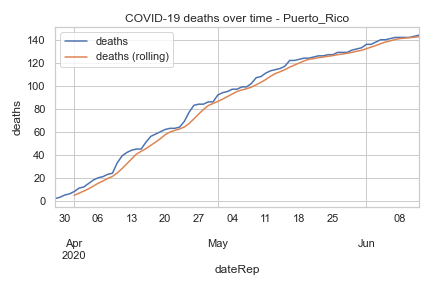 COVID-19 deaths over time - Puerto_Rico
deaths
deaths (rolling)
deaths
140
120
100
80
60
40
20
0
30 06 13 20 27 04 11 18 25 08
Apr May Jun
2020
dateRep